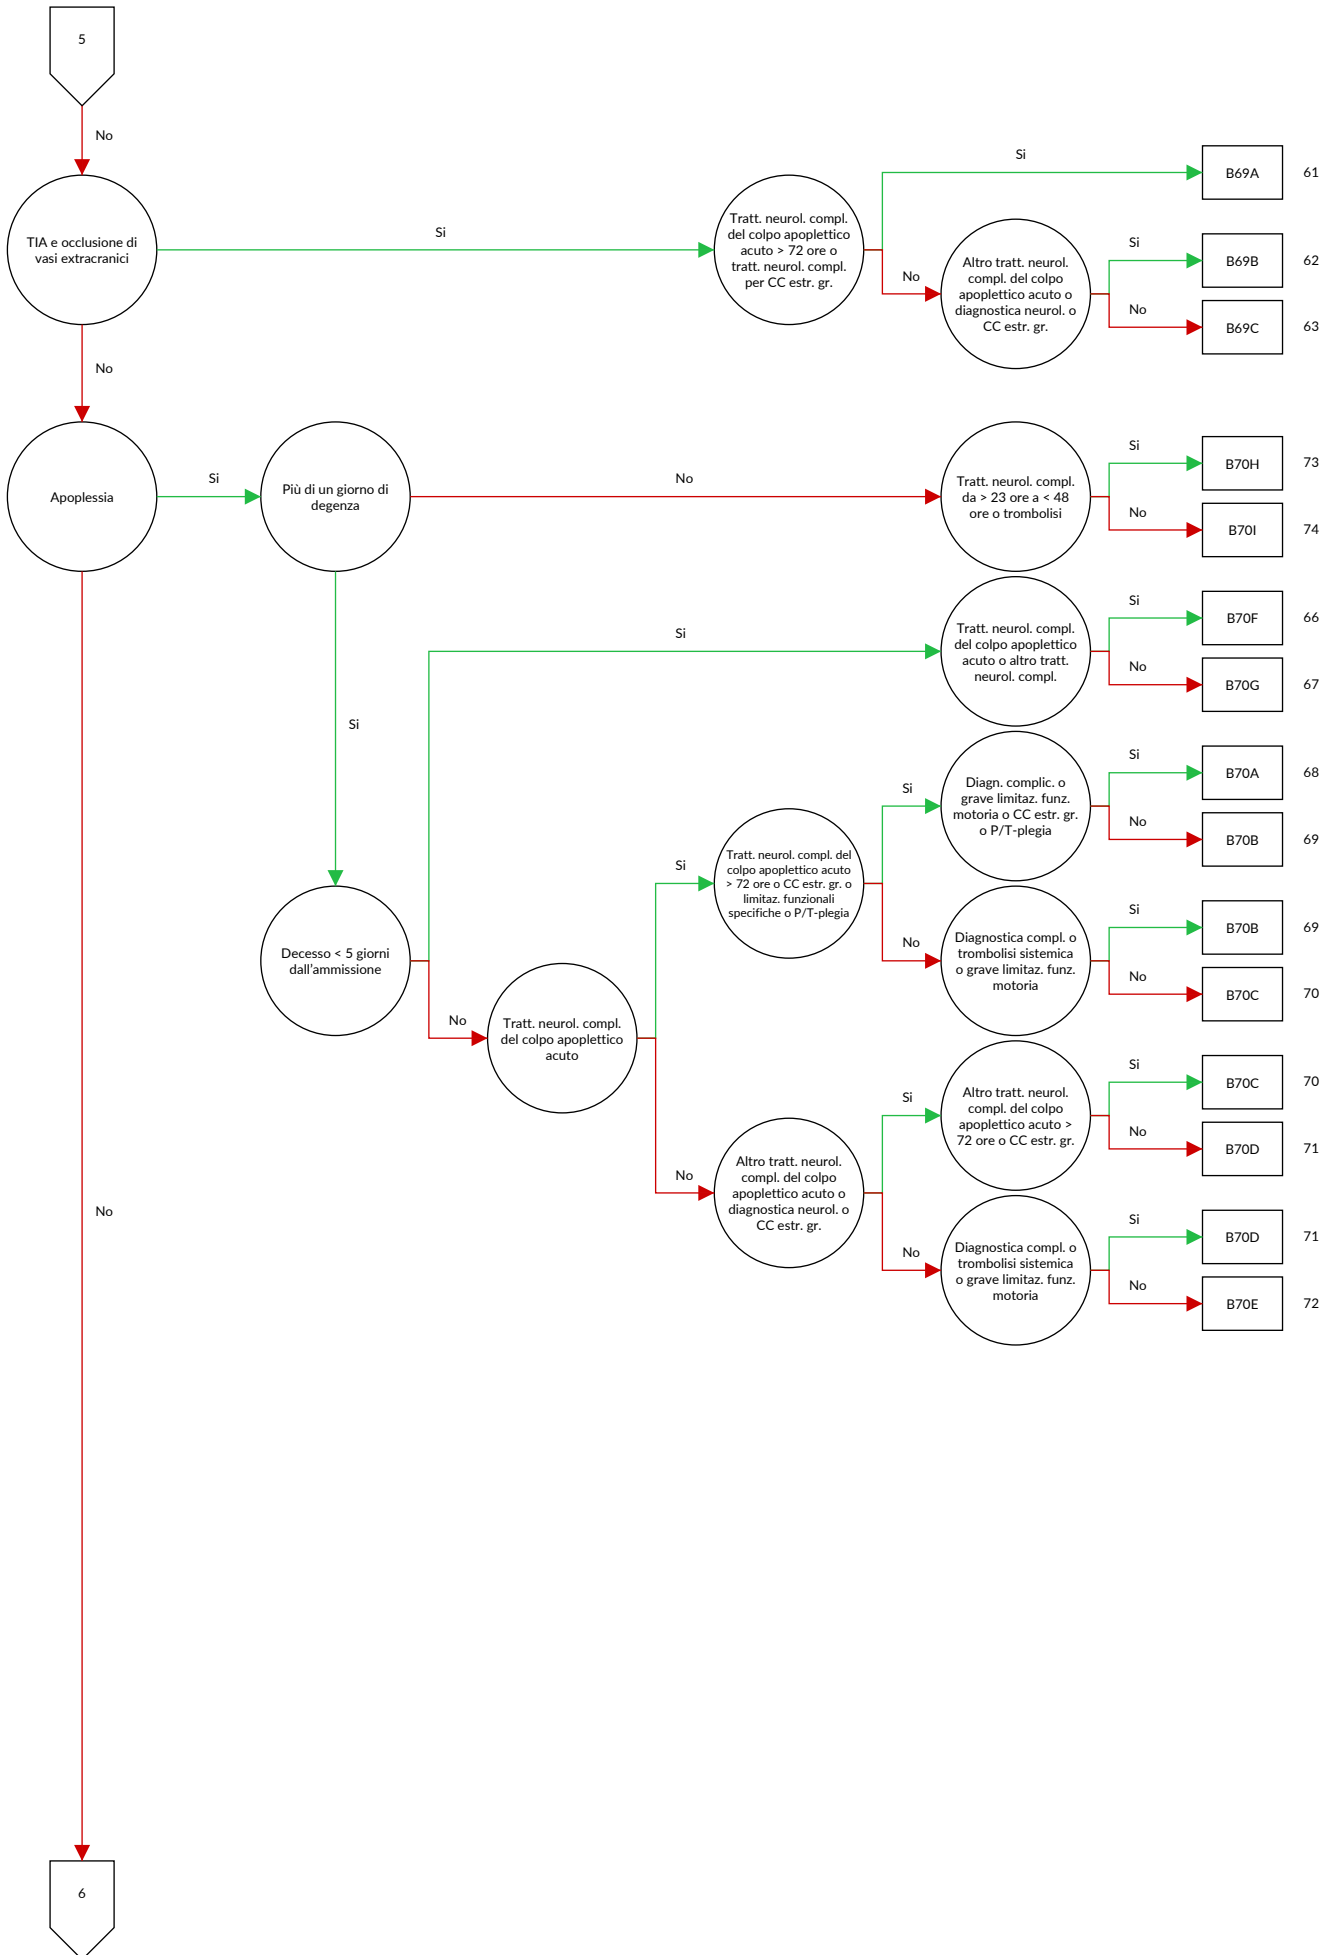 5
No
TIA e occlusione di
vasi extracranici
Si
Tratt. neurol. compl.
del colpo apoplettico
acuto > 72 ore o
tratt. neurol. compl.
per CC estr. gr.
Si
B69A
61
No
Altro tratt. neurol.
compl. del colpo
apoplettico acuto o
diagnostica neurol. o
CC estr. gr.
Si
B69B
62
No
B69C
63
No
Apoplessia
Si
Più di un giorno di
degenza
No
Tratt. neurol. compl.
da > 23 ore a < 48
ore o trombolisi
Si
B70H
73
No
B70I
74
Si
Decesso < 5 giorni
dall'ammissione
Si
Tratt. neurol. compl.
del colpo apoplettico
acuto o altro tratt.
neurol. compl.
Si
B70F
66
No
B70G
67
No
Tratt. neurol. compl.
del colpo apoplettico
acuto
Si
Tratt. neurol. compl. del
colpo apoplettico acuto
> 72 ore o CC estr. gr. o
limitaz. funzionali
specifiche o P/T-plegia
Si
Diagn. complic. o
grave limitaz. funz.
motoria o CC estr. gr.
o P/T-plegia
Si
B70A
68
No
B70B
69
No
Diagnostica compl. o
trombolisi sistemica
o grave limitaz. funz.
motoria
Si
B70B
69
No
B70C
70
No
Altro tratt. neurol.
compl. del colpo
apoplettico acuto o
diagnostica neurol. o
CC estr. gr.
Si
Altro tratt. neurol.
compl. del colpo
apoplettico acuto >
72 ore o CC estr. gr.
Si
B70C
70
No
B70D
71
No
Diagnostica compl. o
trombolisi sistemica
o grave limitaz. funz.
motoria
Si
B70D
71
No
B70E
72
No
6